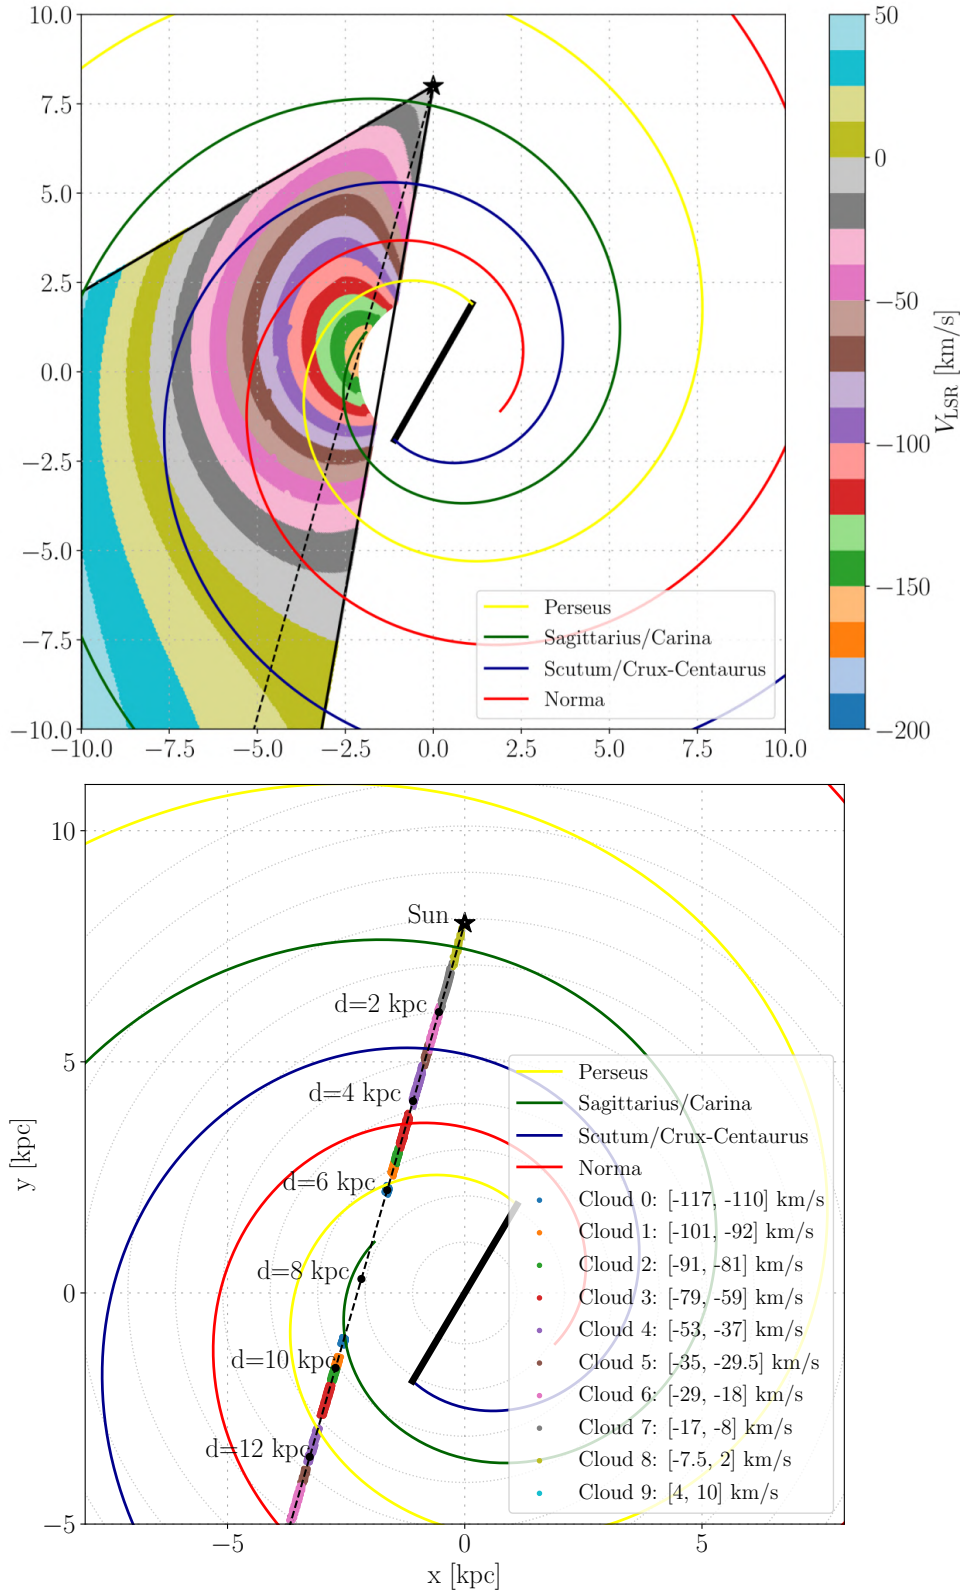 10.0
7.5
5.0
2.5
0.0
−2.5
−5.0
−7.5
−10.0
−10.0 −7.5 −5.0 −2.5 0.0 2.5 5.0 7.5 10.0
Perseus
Sagittarius/Carina
Scutum/Crux-Centaurus
Norma
50
0
−50
−100
−150
−200
V_LSR [km/s]
10
5
0
−5
y [kpc]
Sun
d=2 kpc
d=4 kpc
d=6 kpc
d=8 kpc
d=10 kpc
d=12 kpc
Perseus
Sagittarius/Carina
Scutum/Crux-Centaurus
Norma
Cloud 0: [-117, -110] km/s
Cloud 1: [-101, -92] km/s
Cloud 2: [-91, -81] km/s
Cloud 3: [-79, -59] km/s
Cloud 4: [-53, -37] km/s
Cloud 5: [-35, -29.5] km/s
Cloud 6: [-29, -18] km/s
Cloud 7: [-17, -8] km/s
Cloud 8: [-7.5, 2] km/s
Cloud 9: [4, 10] km/s
−5 0 5
x [kpc]